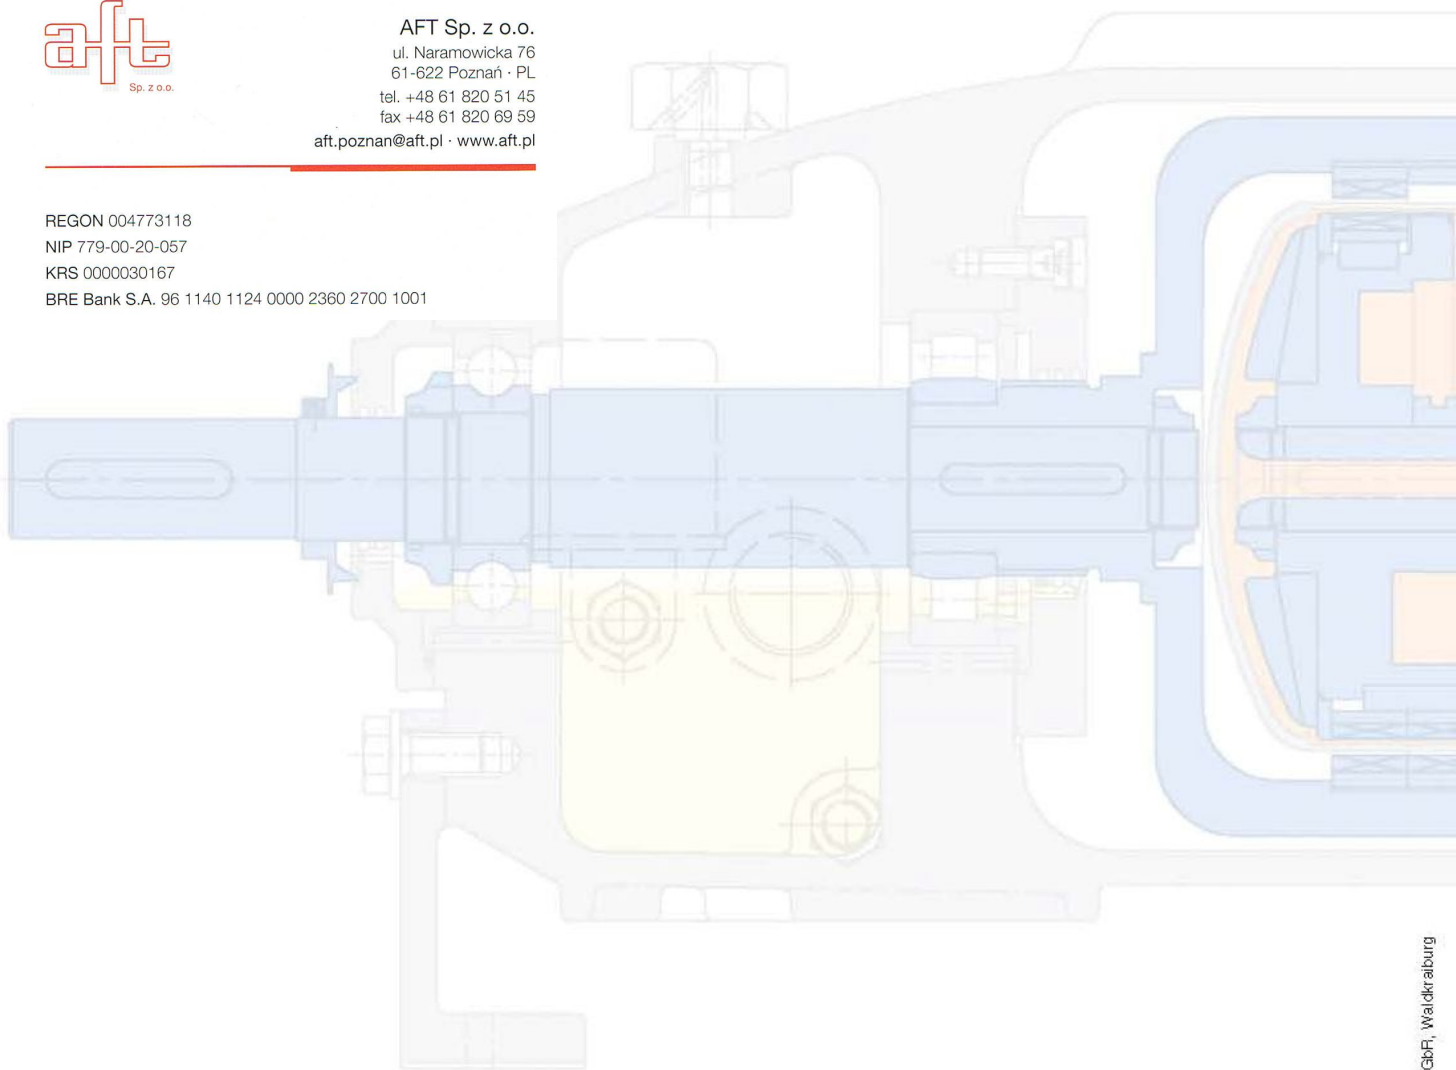 aft
Sp. z o.o.
AFT Sp. z o.o.
ul. Naramowicka 76
61-622 Poznań · PL
tel. +48 61 820 51 45
fax +48 61 820 69 59
aft.poznan@aft.pl · www.aft.pl
REGON 004773118
NIP 779-00-20-057
KRS 0000030167
BRE Bank S.A. 96 1140 1124 0000 2360 2700 1001
GbR, Waldkraiburg